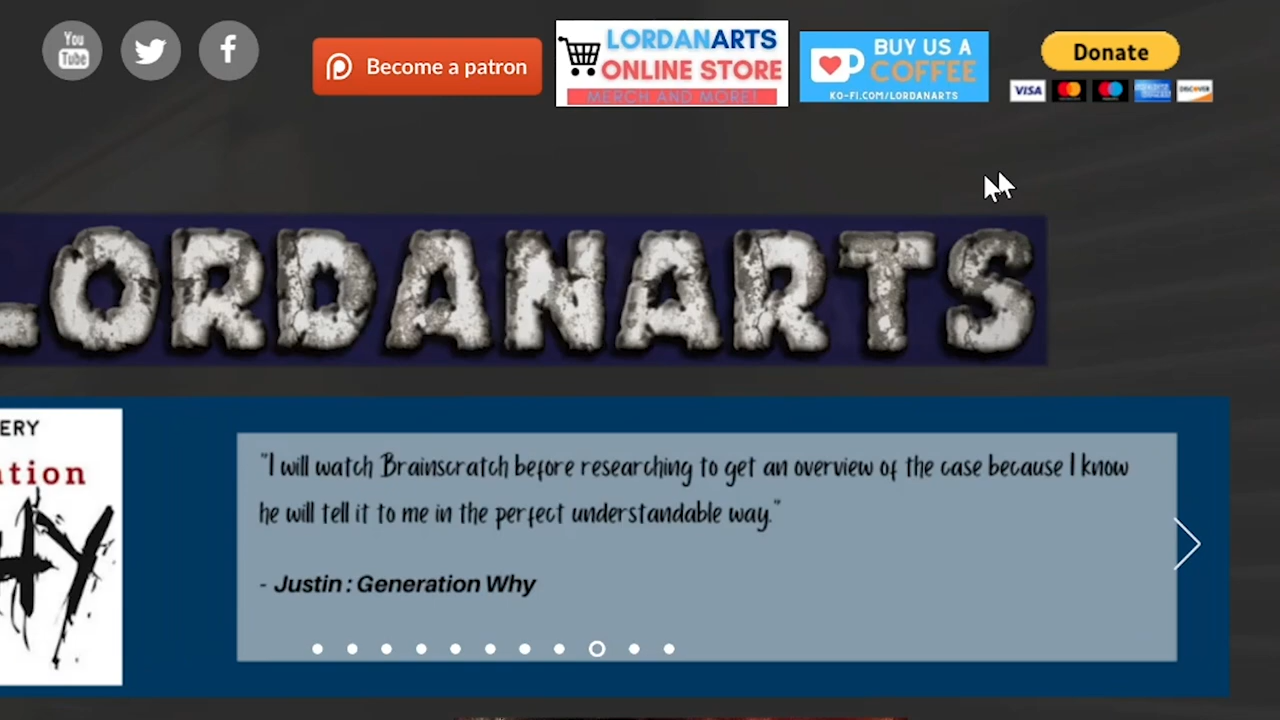 You
Tube
Become a patron
LORDANARTS
ONLINE STORE
MERCH AND MORE!
BUY US A
COFFEE
KO-FI.COM/LORDANARTS
Donate
VISA
DISCOVER
LORDANARTS
ERY
ation
HY
"I will watch Brainscratch before researching to get an overview of the case because I know
he will tell it to me in the perfect understandable way."
- Justin : Generation Why